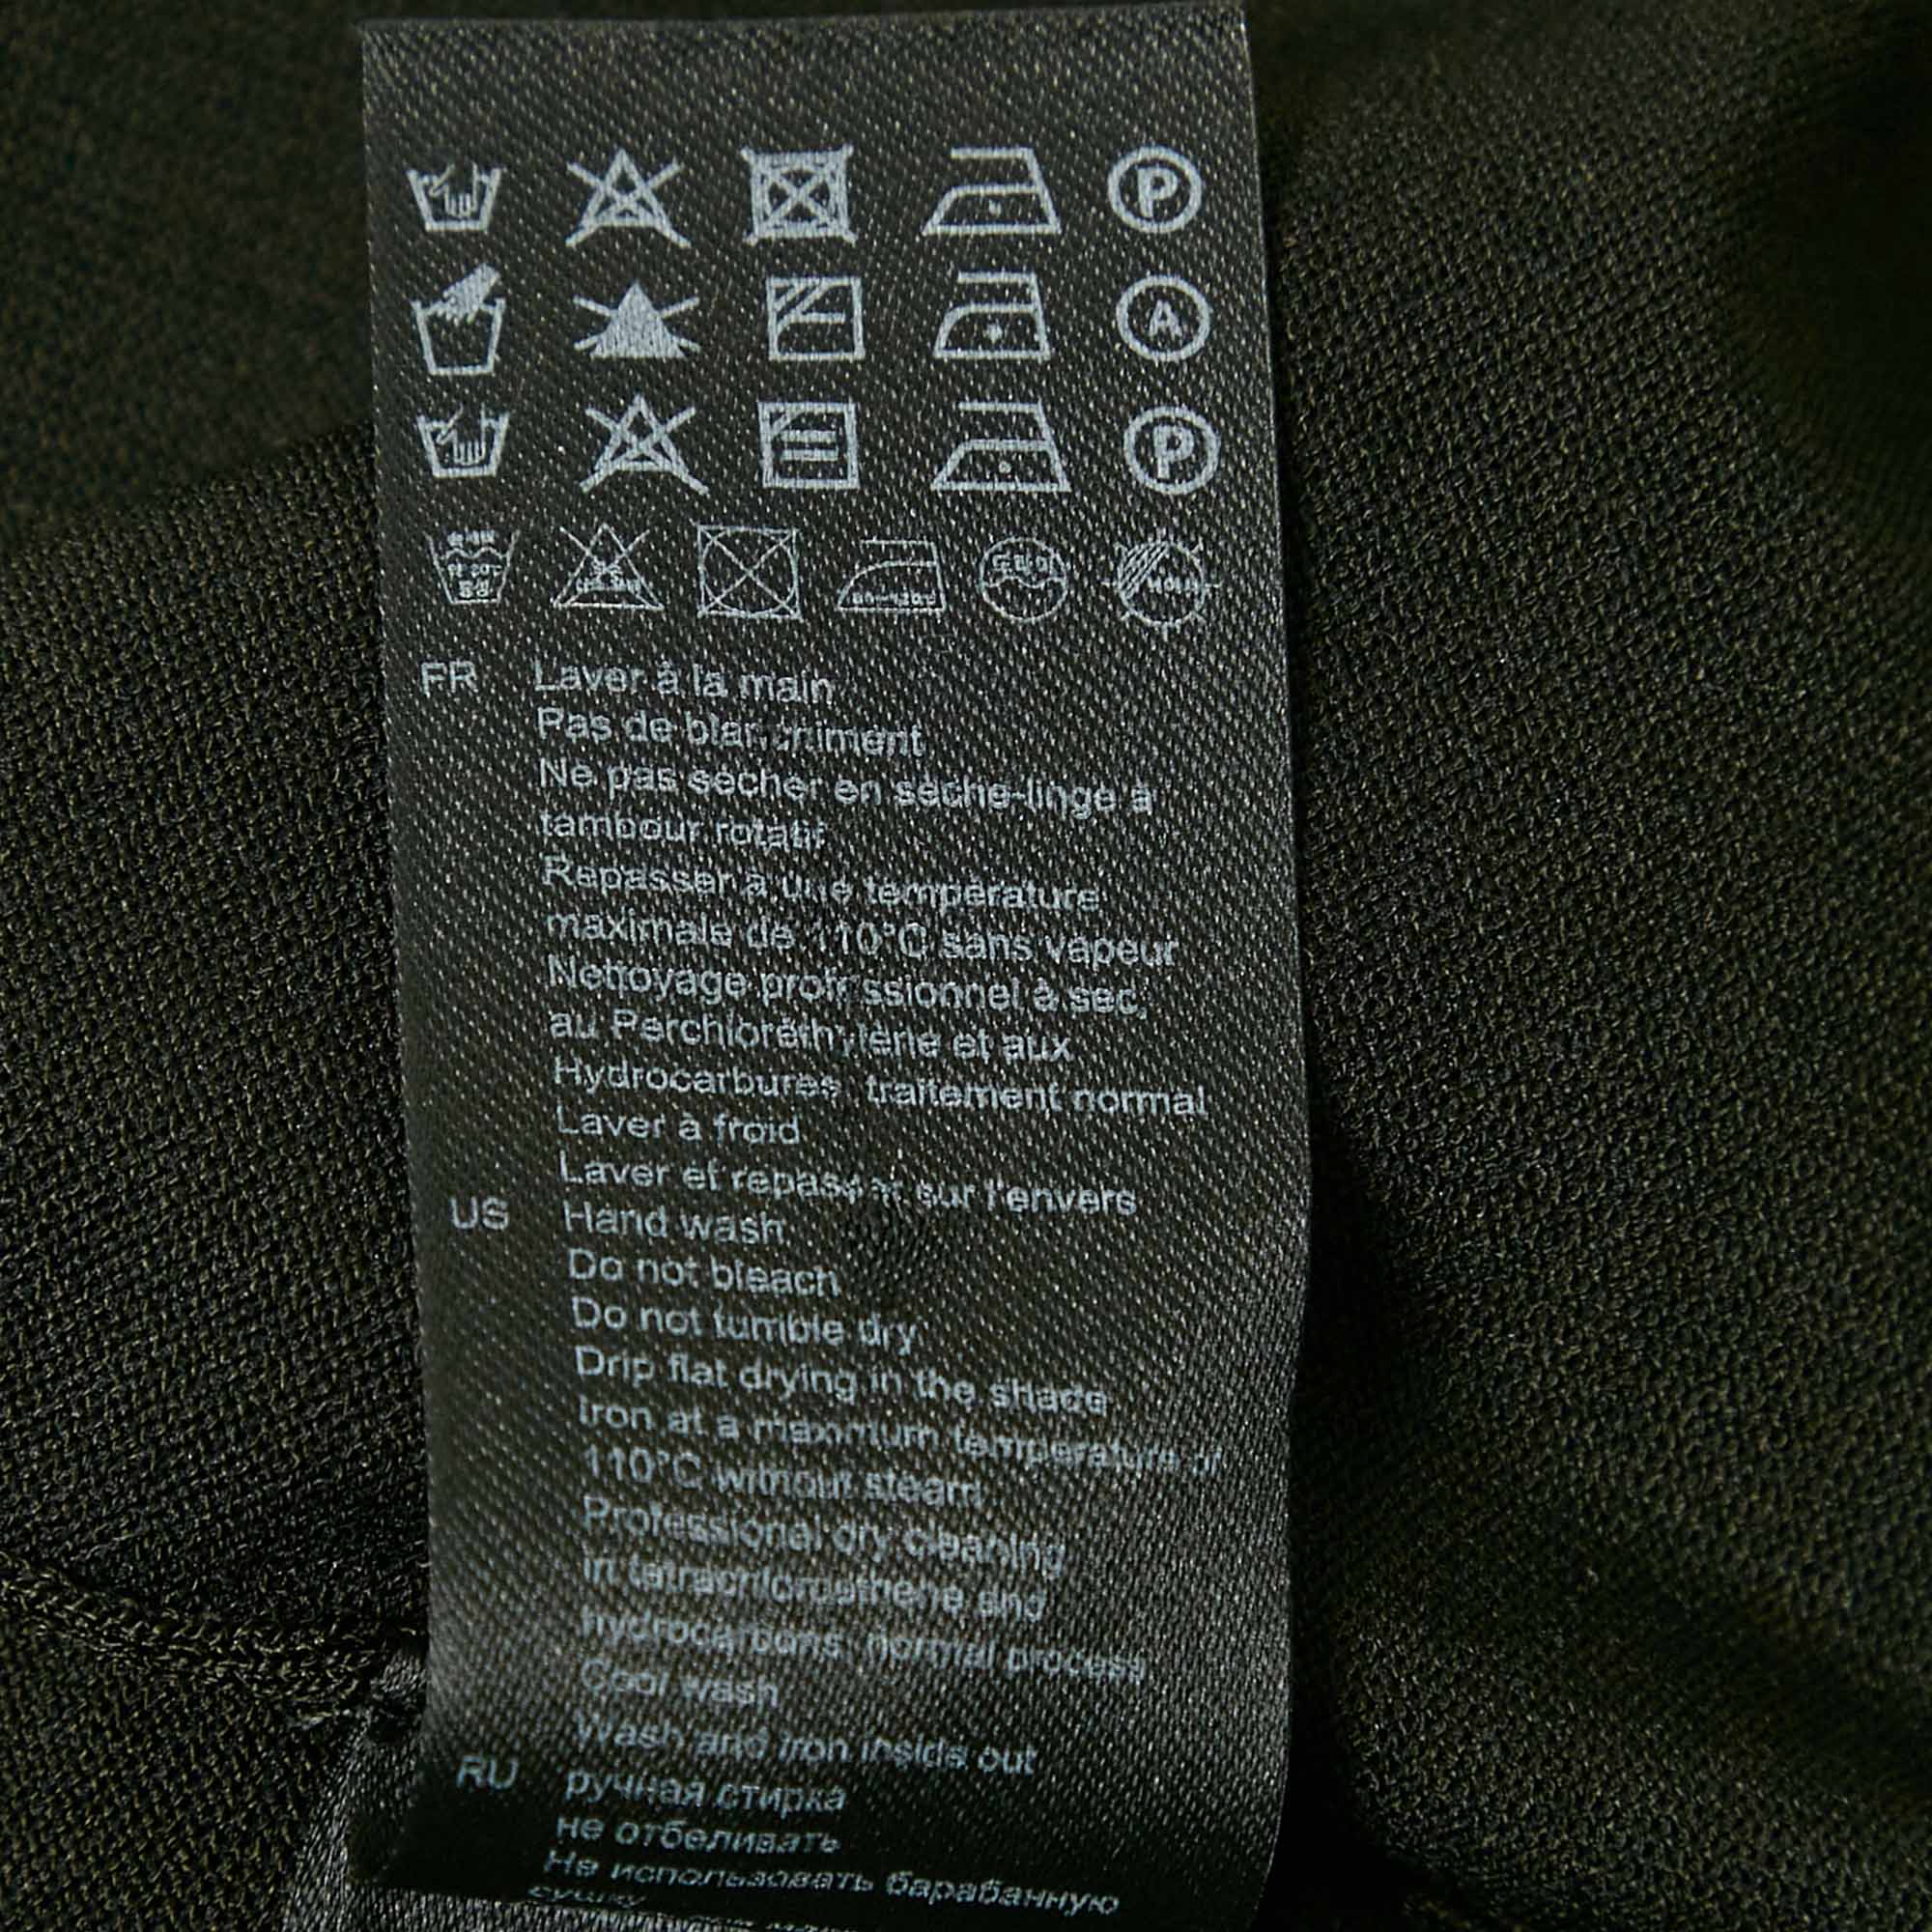 P
A
P
드라이
FR Laver à la main
Pas de blanchiment
Ne pas sécher en sèche-linge à
tambour rotatif
Repasser à une température
maximale de 110°C sans vapeur
Nettoyage professionnel à sec,
au Perchloréthylène et aux
Hydrocarbures, traitement normal
Laver à froid
Laver et repasser sur l'envers
US Hand wash
Do not bleach
Do not tumble dry
Drip flat drying in the shade
Iron at a maximum temperature of
110°C without steam
Professional dry cleaning
in tetrachloroethene and
hydrocarbons, normal process
Cool wash
Wash and iron inside out
RU ручная стирка
не отбеливать
Не использовать барабанную
сушку